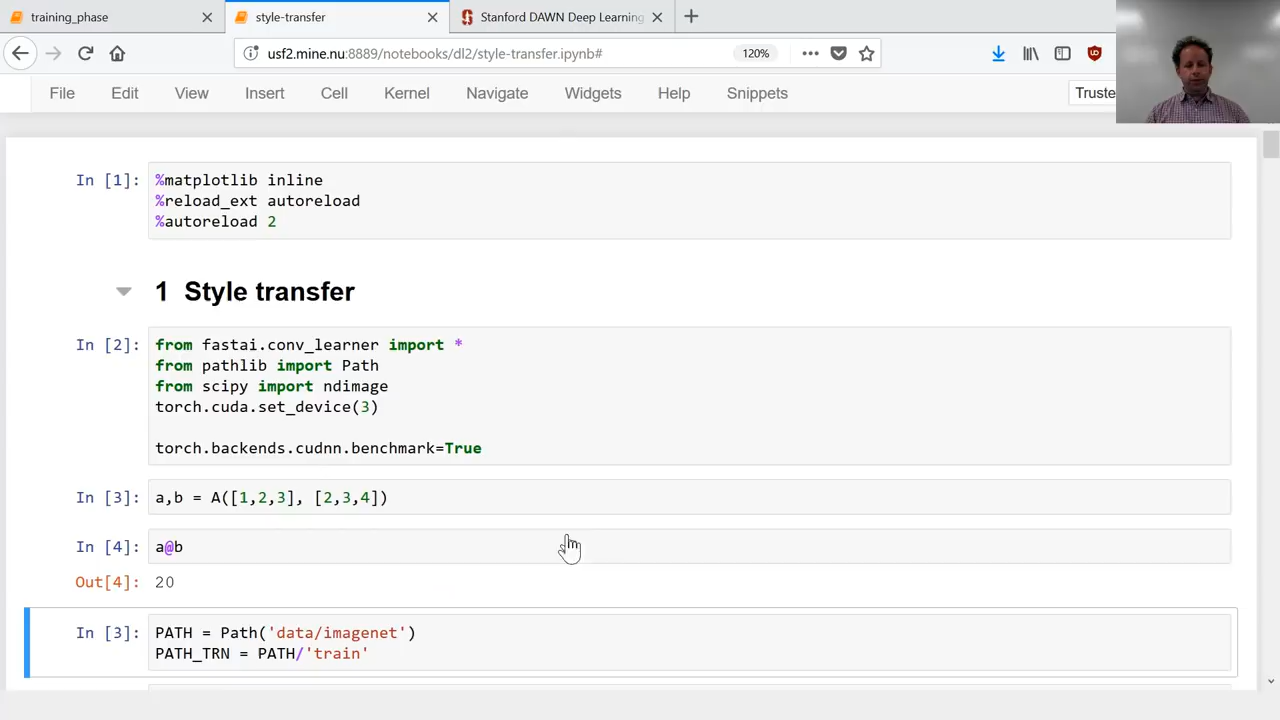 training_phase
style-transfer
Stanford DAWN Deep Learning
usf2.mine.nu:8889/notebooks/dl2/style-transfer.ipynb#
120%
File Edit View Insert Cell Kernel Navigate Widgets Help Snippets
Truste
In [1]: %matplotlib inline
%reload_ext autoreload
%autoreload 2
1 Style transfer
In [2]: from fastai.conv_learner import *
from pathlib import Path
from scipy import ndimage
torch.cuda.set_device(3)
torch.backends.cudnn.benchmark=True
In [3]: a,b = A([1,2,3], [2,3,4])
In [4]: a@b
Out[4]: 20
In [3]: PATH = Path('data/imagenet')
PATH_TRN = PATH/'train'